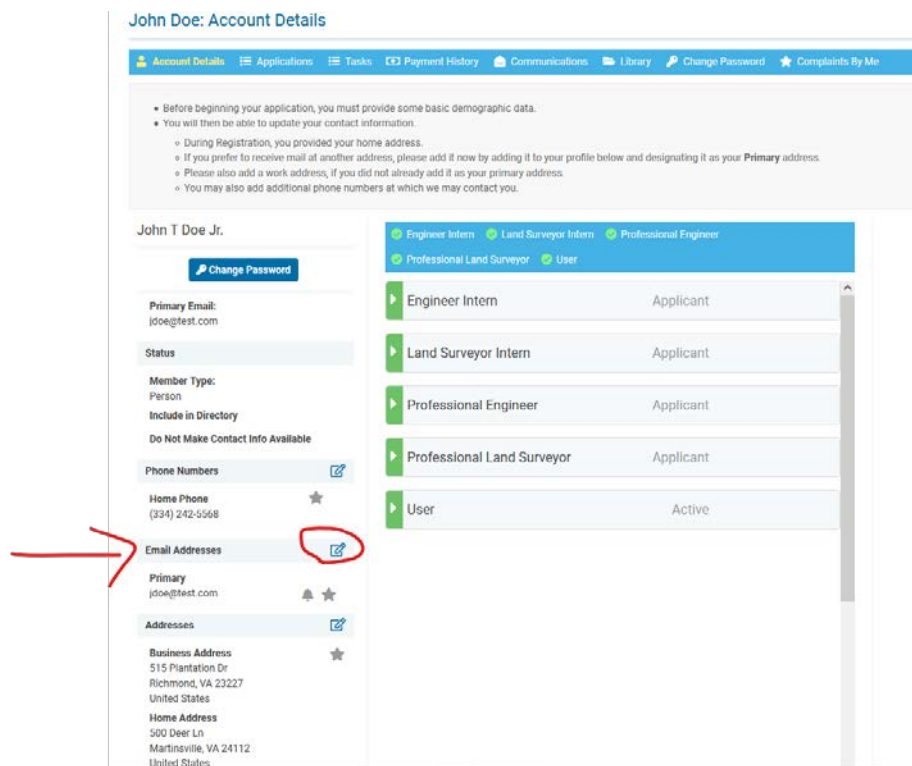 John Doe: Account Details
Account Details Applications Tasks Payment History Communications Library Change Password Complaints By Me
Before beginning your application, you must provide some basic demographic data.
You will then be able to update your contact information.
During Registration, you provided your home address.
If you prefer to receive mail at another address, please add it now by adding it to your profile below and designating it as your Primary address.
Please also add a work address, if you did not already add it as your primary address.
You may also add additional phone numbers at which we may contact you.
John T Doe Jr.
Change Password
Primary Email:
jdoe@test.com
Status
Member Type:
Person
Include in Directory
Do Not Make Contact Info Available
Phone Numbers
Home Phone
(334) 242-5568
Email Addresses
Primary
jdoe@test.com
Addresses
Business Address
515 Plantation Dr
Richmond, VA 23227
United States
Home Address
500 Deer Ln
Martinsville, VA 24112
United States
Engineer Intern Land Surveyor Intern Professional Engineer
Professional Land Surveyor User
Engineer Intern Applicant
Land Surveyor Intern Applicant
Professional Engineer Applicant
Professional Land Surveyor Applicant
User Active